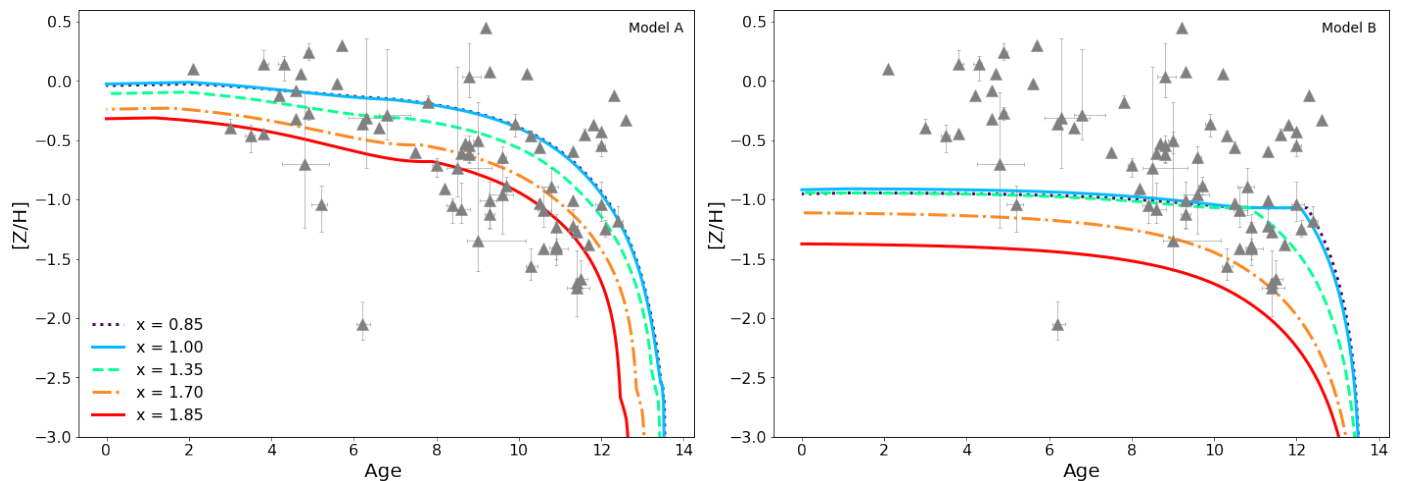 Model A
0.5
0.0
−0.5
−1.0
−1.5
−2.0
−2.5
−3.0
[Z/H]
x = 0.85
x = 1.00
x = 1.35
x = 1.70
x = 1.85
0 2 4 6 8 10 12 14
Age
Model B
0.5
0.0
−0.5
−1.0
−1.5
−2.0
−2.5
−3.0
[Z/H]
0 2 4 6 8 10 12 14
Age